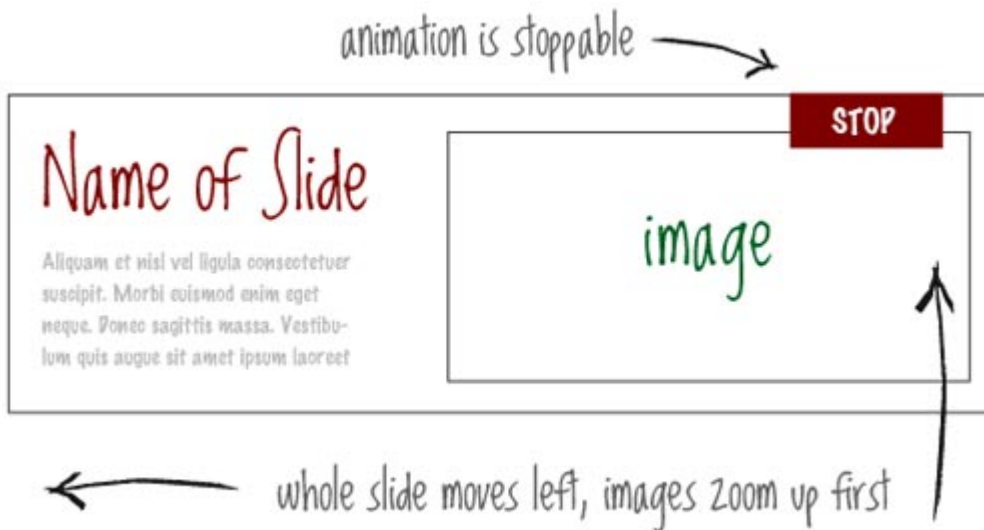 animation is stoppable
STOP
Name of Slide
image
Aliquam et nisl vel ligula consectetuer
suscipit. Morbi euismod enim eget
neque. Donec sagittis massa. Vestibu-
lum quis augue sit amet ipsum laoreet
whole slide moves left, images zoom up first